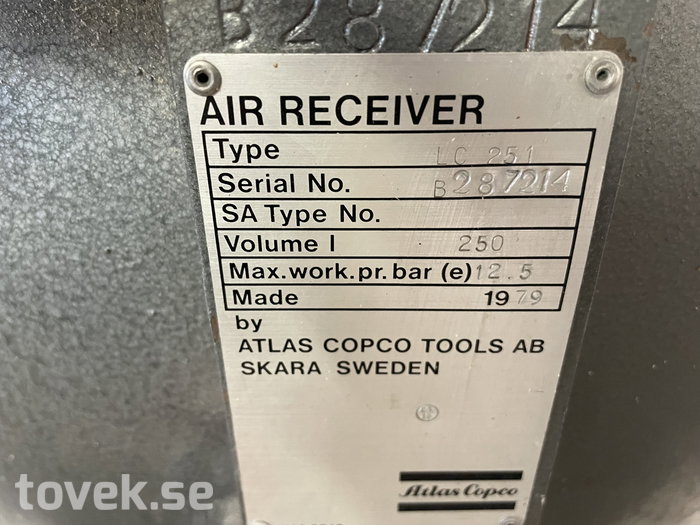 B 287214
AIR RECEIVER
Type LC 251
Serial No. B287214
SA Type No.
Volume l 250
Max.work.pr.bar (e) 12.5
Made 1979
by
ATLAS COPCO TOOLS AB
SKARA SWEDEN
Atlas Copco
tovek.se